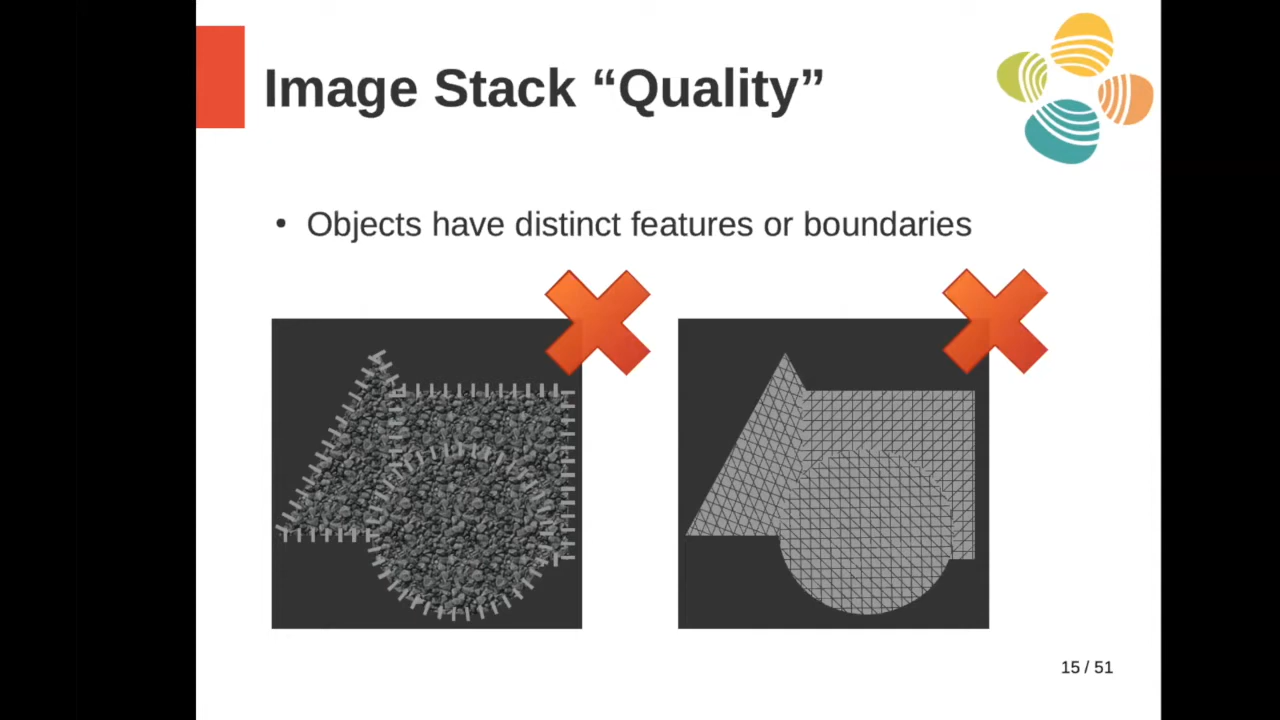 Image Stack “Quality”
• Objects have distinct features or boundaries
15 / 51